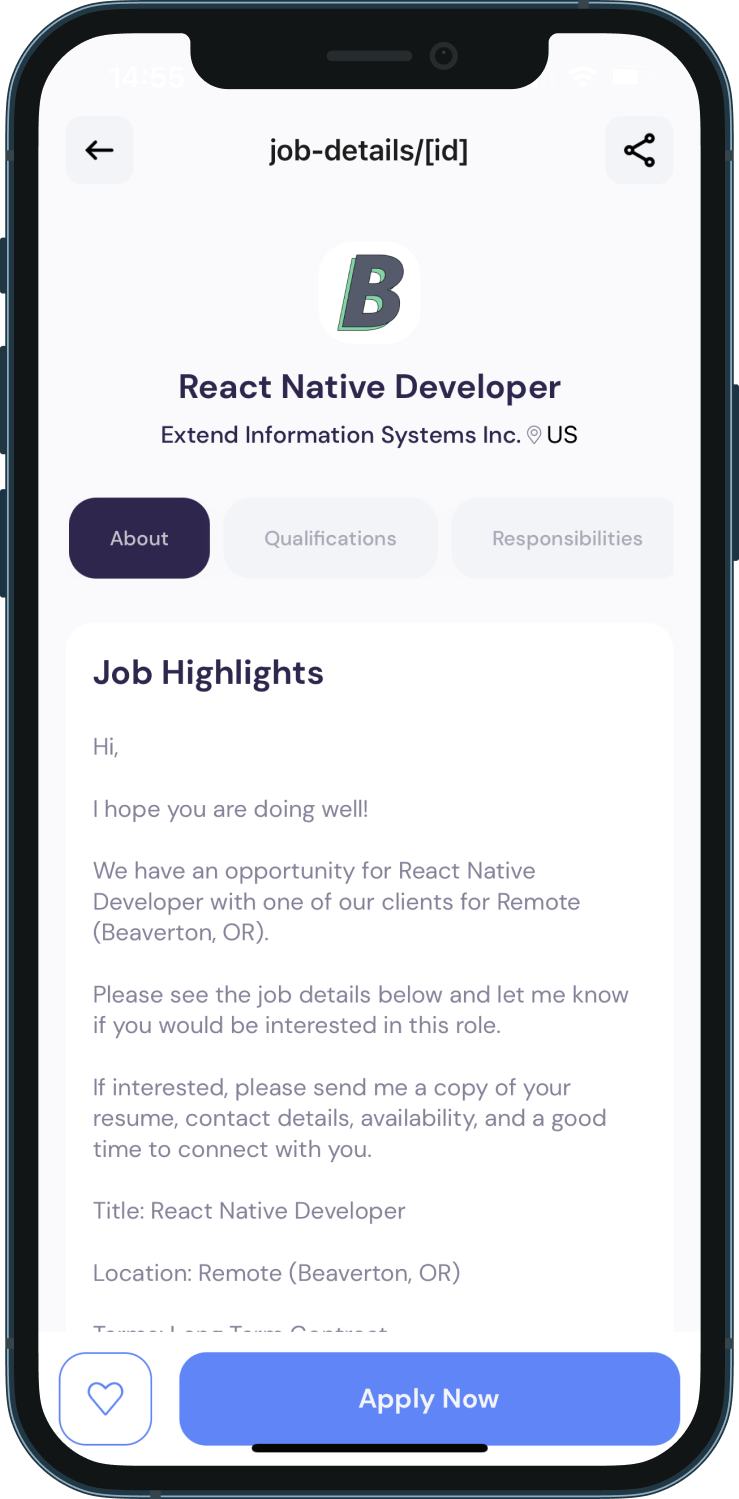 14:55
job-details/[id]
B
React Native Developer
Extend Information Systems Inc. US
About Qualifications Responsibilities
Job Highlights
Hi,
I hope you are doing well!
We have an opportunity for React Native
Developer with one of our clients for Remote
(Beaverton, OR).
Please see the job details below and let me know
if you would be interested in this role.
If interested, please send me a copy of your
resume, contact details, availability, and a good
time to connect with you.
Title: React Native Developer
Location: Remote (Beaverton, OR)
Terms: Long Term Contract
Apply Now